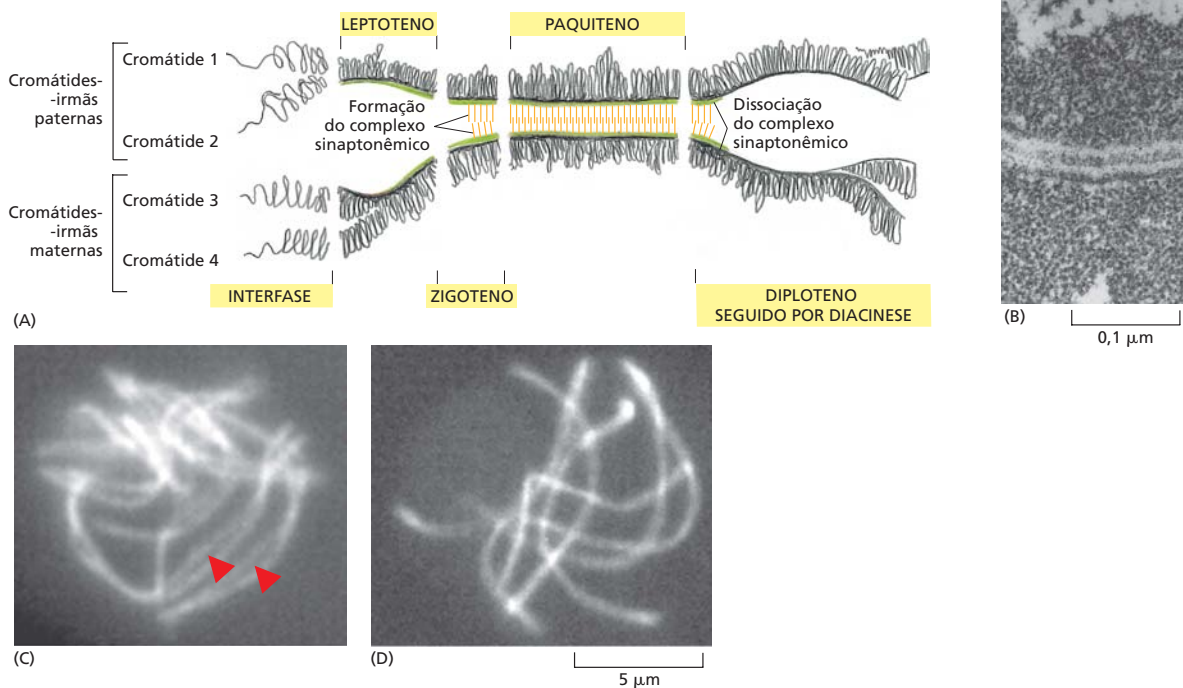 LEPTOTENO
PAQUITENO
Cromátides-
-irmãs
paternas
Cromátide 1
Cromátide 2
Formação
do complexo
sinaptonêmico
Dissociação
do complexo
sinaptonêmico
Cromátides-
-irmãs
maternas
Cromátide 3
Cromátide 4
INTERFASE
ZIGOTENO
DIPLOTENO
SEGUIDO POR DIACINESE
(A)
(B)
0,1 μm
(C)
(D)
5 μm